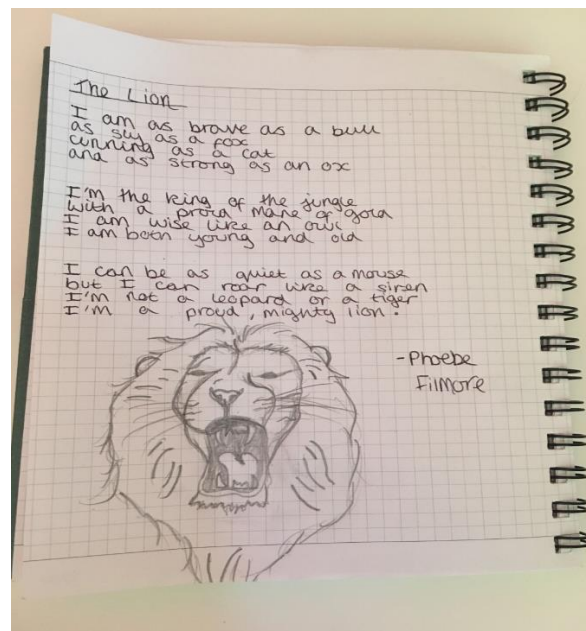 The Lion
I am as brave as a bull
as sly as a fox
cunning as a cat
and as strong as an ox
I'm the king of the jungle
with a proud mane of gold
I am wise like an owl
I am both young and old
I can be as quiet as a mouse
but I can roar like a siren
I'm not a leopard or a tiger
I'm a proud, mighty lion.
-Phoebe
Filmore